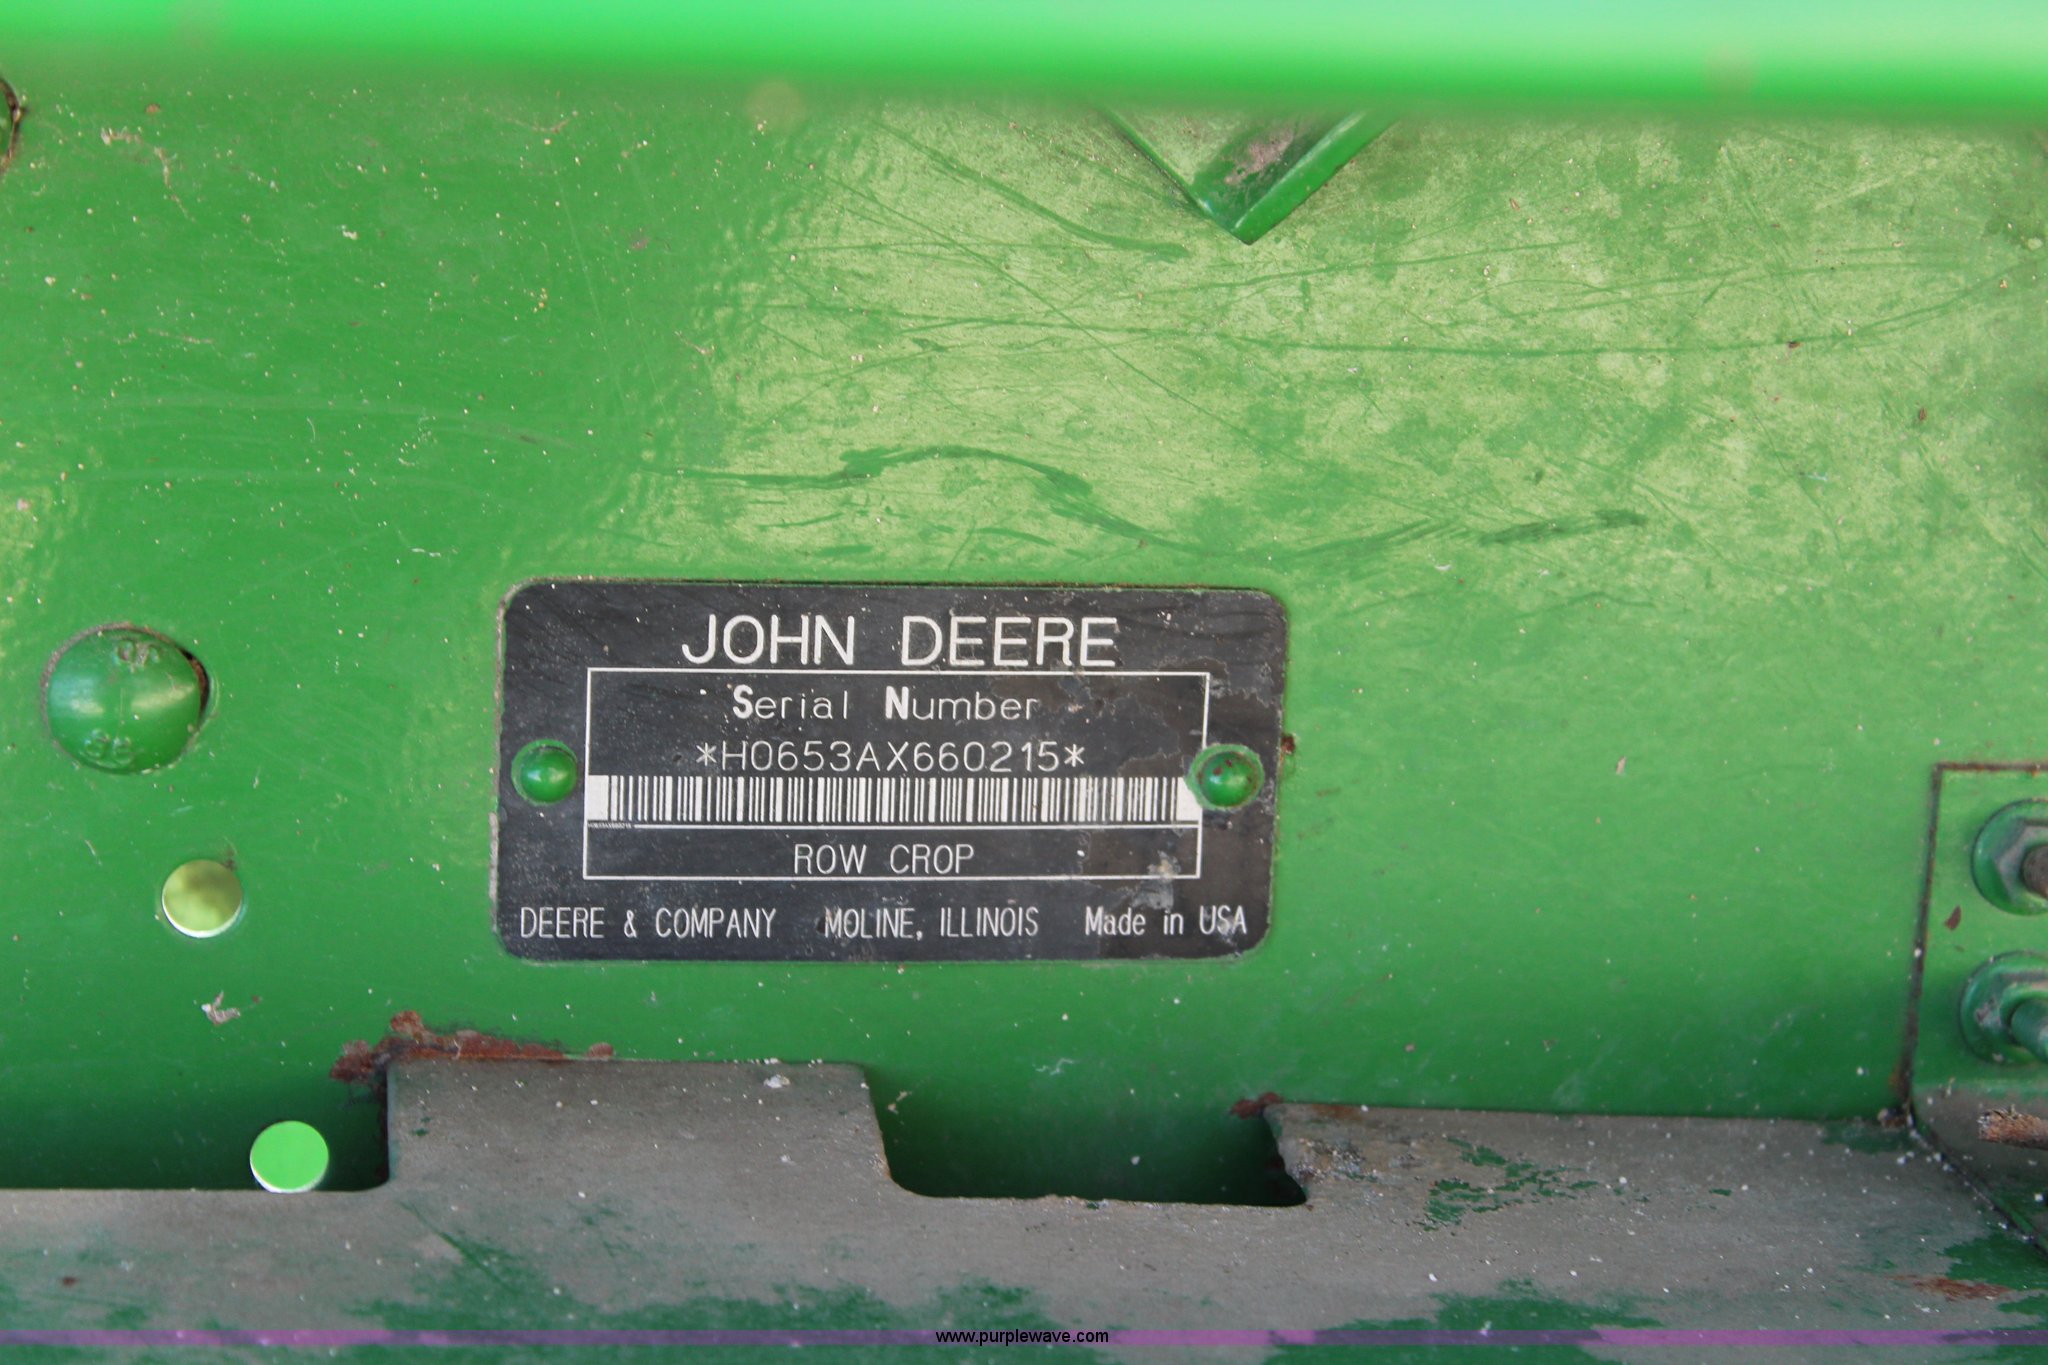 JOHN DEERE
Serial Number
*H0653AX660215*
ROW CROP
DEERE & COMPANY MOLINE, ILLINOIS Made in USA
www.purplewave.com